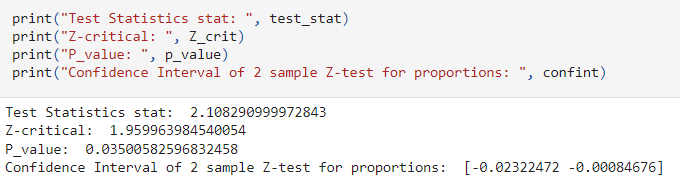 print("Test Statistics stat: ", test_stat)
print("Z-critical: ", Z_crit)
print("P_value: ", p_value)
print("Confidence Interval of 2 sample Z-test for proportions: ", confint)
Test Statistics stat:  2.108290999972843
Z-critical:  1.959963984540054
P_value:  0.03500582596832458
Confidence Interval of 2 sample Z-test for proportions:  [-0.02322472 -0.00084676]